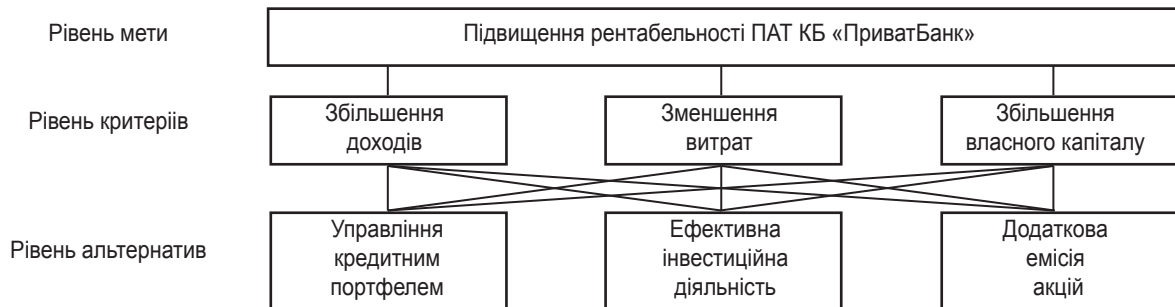 Рівень мети
Підвищення рентабельності ПАТ КБ «ПриватБанк»
Рівень критеріїв
Збільшення
доходів
Зменшення
витрат
Збільшення
власного капіталу
Рівень альтернатив
Управління
кредитним
портфелем
Ефективна
інвестиційна
діяльність
Додаткова
емісія
акцій